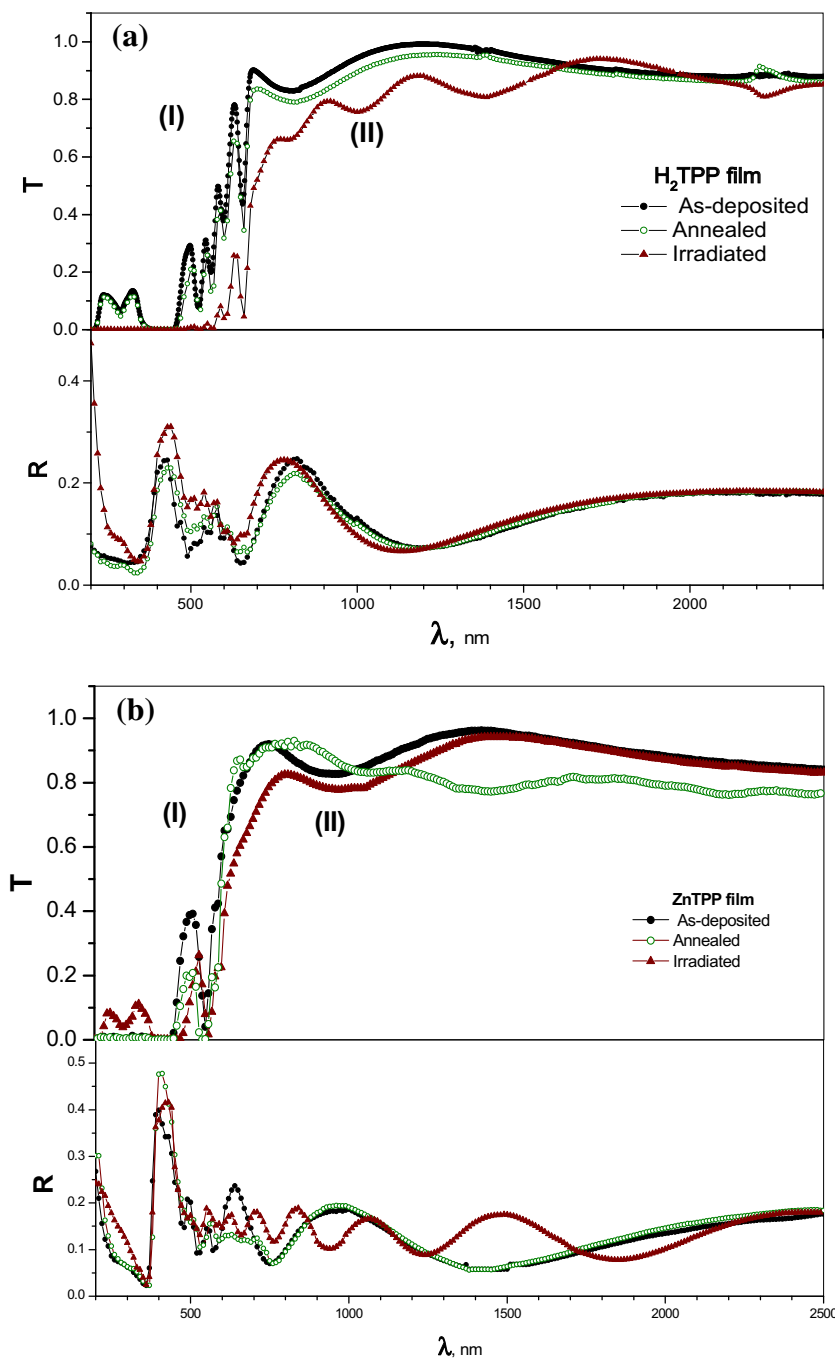 (a)
1.0
0.8
0.6
0.4
0.2
0.0
T
(I)
(II)
H₂TPP film
As-deposited
Annealed
Irradiated
0.4
0.2
0.0
R
500 1000 1500 2000
λ, nm
(b)
1.0
0.8
0.6
0.4
0.2
0.0
T
(I)
(II)
ZnTPP film
As-deposited
Annealed
Irradiated
0.5
0.4
0.3
0.2
0.1
0.0
R
500 1000 1500 2000 2500
λ, nm